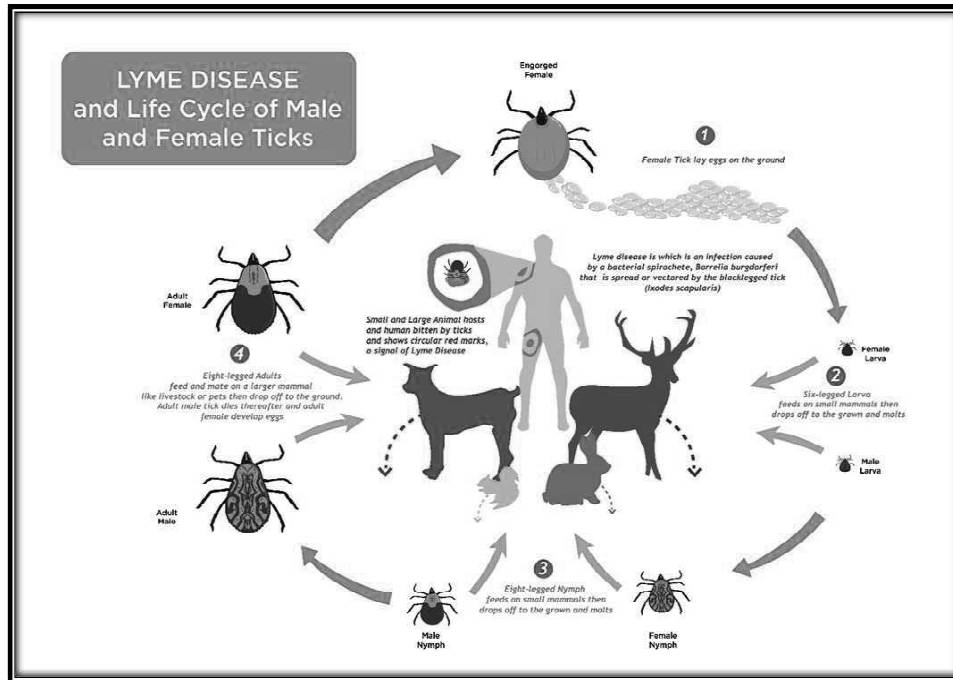 LYME DISEASE
and Life Cycle of Male
and Female Ticks
Engorged
Female
1
Female Tick lay eggs on the ground
Lyme disease is which is an infection caused
by a bacterial spirochete, Borrelia burgdorferi
that is spread or vectored by the blacklegged tick
(Ixodes scapularis)
Small and Large Animal hosts
and human bitten by ticks
and shows circular red marks,
a signal of Lyme Disease
Adult
Female
4
Eight-legged Adults
feed and mate on a larger mammal
like livestock or pets then drop off to the ground.
Adult male tick dies thereafter and adult
female develop eggs
Female
Larva
2
Six-legged Larva
feeds on small mammals then
drops off to the grown and molts
Male
Larva
Adult
Male
3
Eight-legged Nymph
feeds on small mammals then
drops off to the grown and molts
Male
Nymph
Female
Nymph